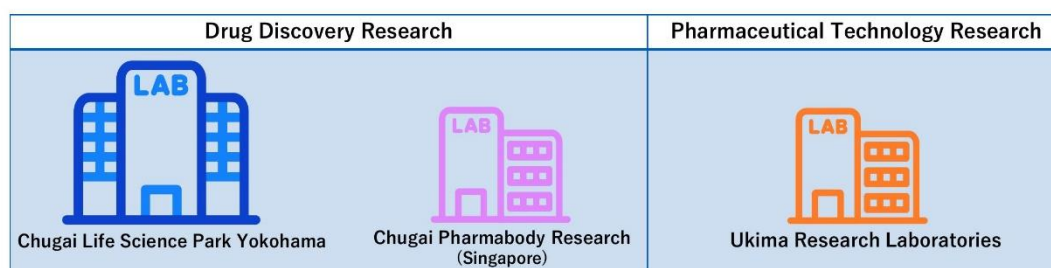 Drug Discovery Research
Pharmaceutical Technology Research
LAB
LAB
LAB
Chugai Life Science Park Yokohama
Chugai Pharmabody Research
(Singapore)
Ukima Research Laboratories